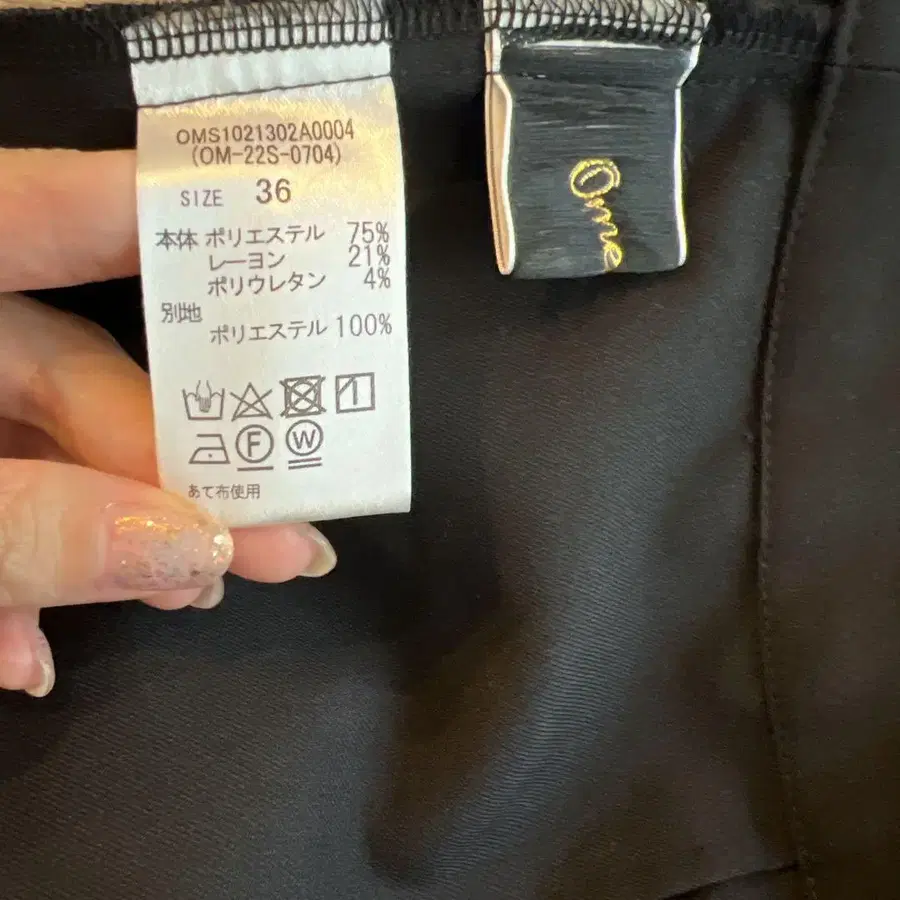 OMS1021302A0004
(OM-22S-0704)
SIZE 36
本体 ポリエステル 75%
レーヨン 21%
ポリウレタン 4%
別地
ポリエステル 100%
F W
あて布使用
Ome